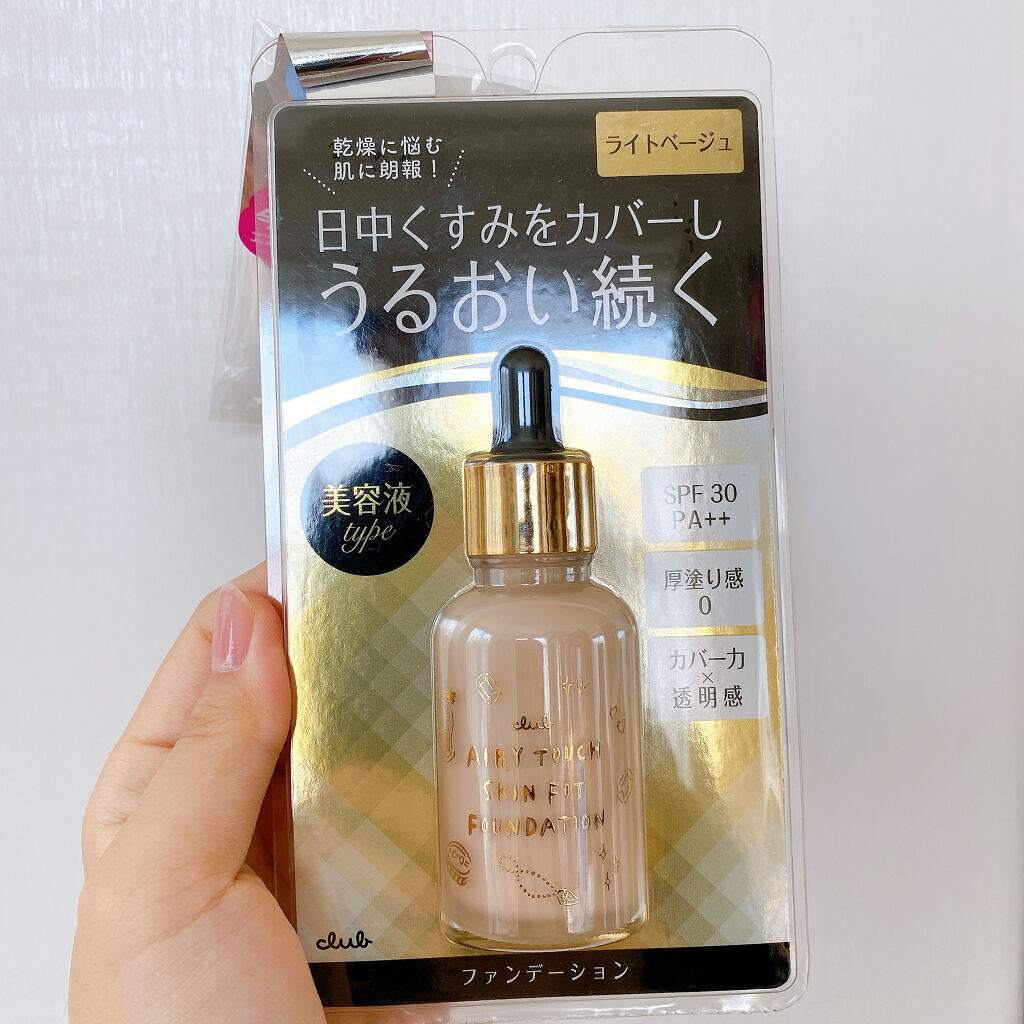 乾燥に悩む
肌に朗報！
ライトベージュ
日中くすみをカバーし
うるおい続く
美容液
type
SPF 30
PA++
厚塗り感
0
カバー力
×
透明感
club
AIRY TOUCH
SKIN FIT
FOUNDATION
club
ファンデーション